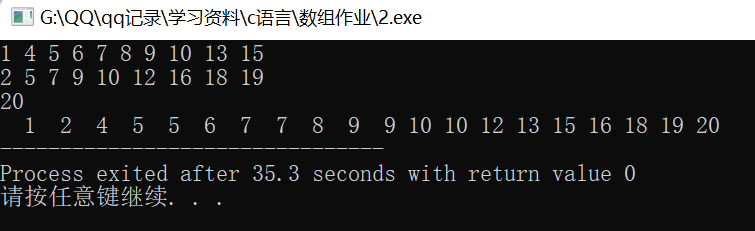 G:\QQ\qq记录\学习资料\c语言\数组作业\2.exe
1 4 5 6 7 8 9 10 13 15
2 5 7 9 10 12 16 18 19
20
  1  2  4  5  5  6  7  7  8  9  9 10 10 12 13 15 16 18 19 20
--------------------------------
Process exited after 35.3 seconds with return value 0
请按任意键继续. . .